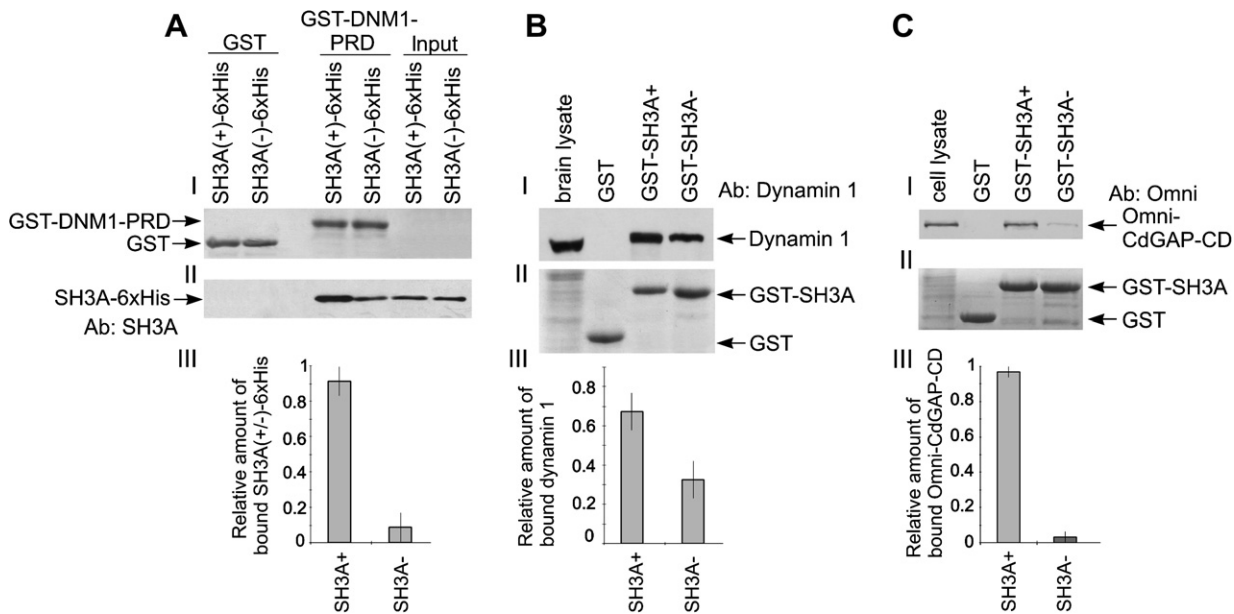 A
GST
GST-DNM1-
PRD
Input
SH3A(+)-6xHis
SH3A(-)-6xHis
SH3A(+)-6xHis
SH3A(-)-6xHis
SH3A(+)-6xHis
SH3A(-)-6xHis
I
GST-DNM1-PRD
GST
II
SH3A-6xHis
Ab: SH3A
III
Relative amount of
bound SH3A(+/-)-6xHis
1
0.8
0.6
0.4
0.2
0
SH3A+
SH3A-
B
brain lysate
GST
GST-SH3A+
GST-SH3A-
I
Ab: Dynamin 1
Dynamin 1
II
GST-SH3A
GST
III
Relative amount of
bound dynamin 1
1
0.8
0.6
0.4
0.2
0
SH3A+
SH3A-
C
cell lysate
GST
GST-SH3A+
GST-SH3A-
I
Ab: Omni
Omni-
CdGAP-CD
II
GST-SH3A
GST
III
Relative amount of
bound Omni-CdGAP-CD
1
0.8
0.6
0.4
0.2
0
SH3A+
SH3A-